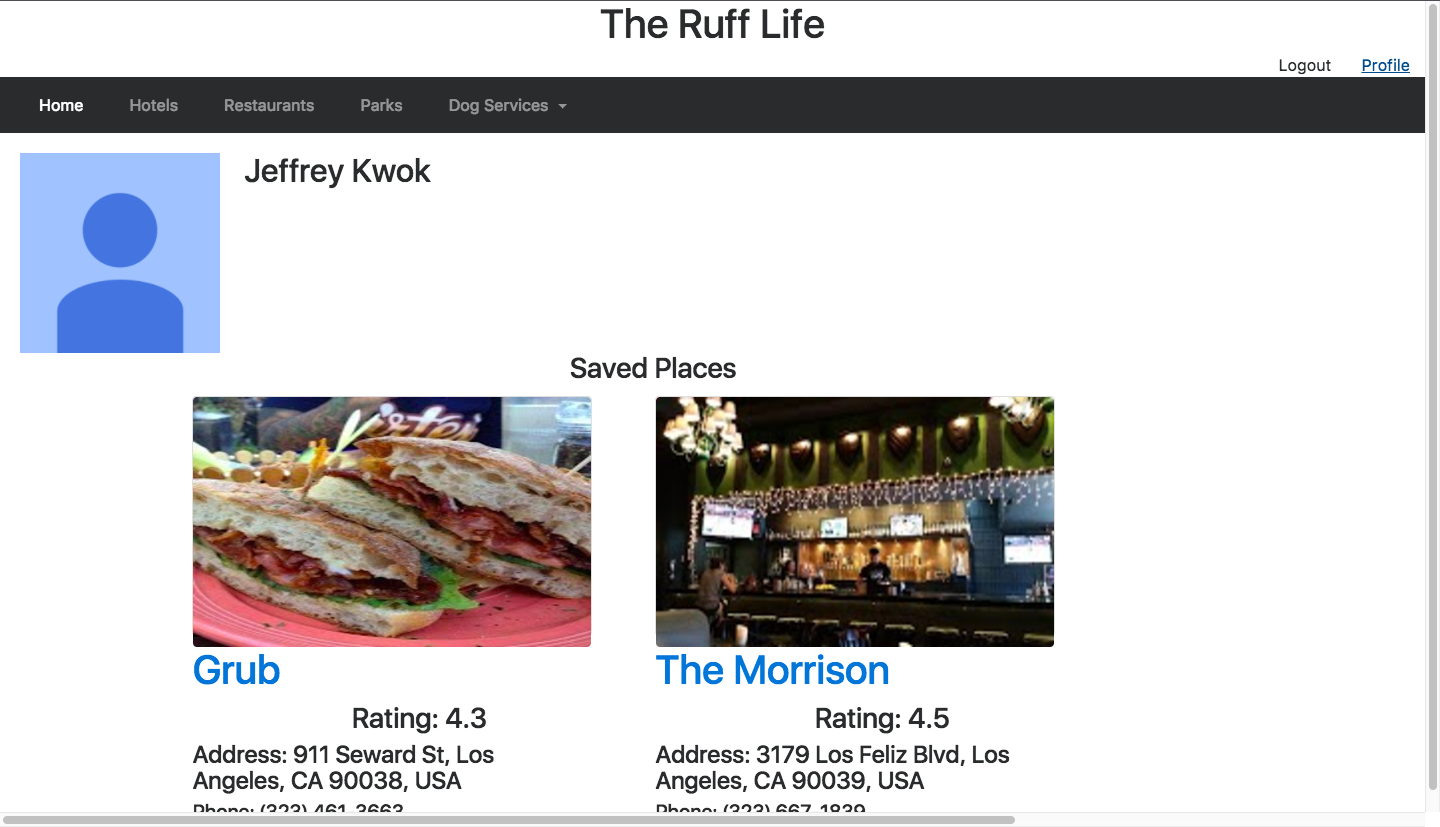 The Ruff Life
Logout Profile
Home Hotels Restaurants Parks Dog Services
Jeffrey Kwok
Saved Places
Grub
Rating: 4.3
Address: 911 Seward St, Los
Angeles, CA 90038, USA
Phone: (323) 461-3663
The Morrison
Rating: 4.5
Address: 3179 Los Feliz Blvd, Los
Angeles, CA 90039, USA
Phone: (323) 667-1839